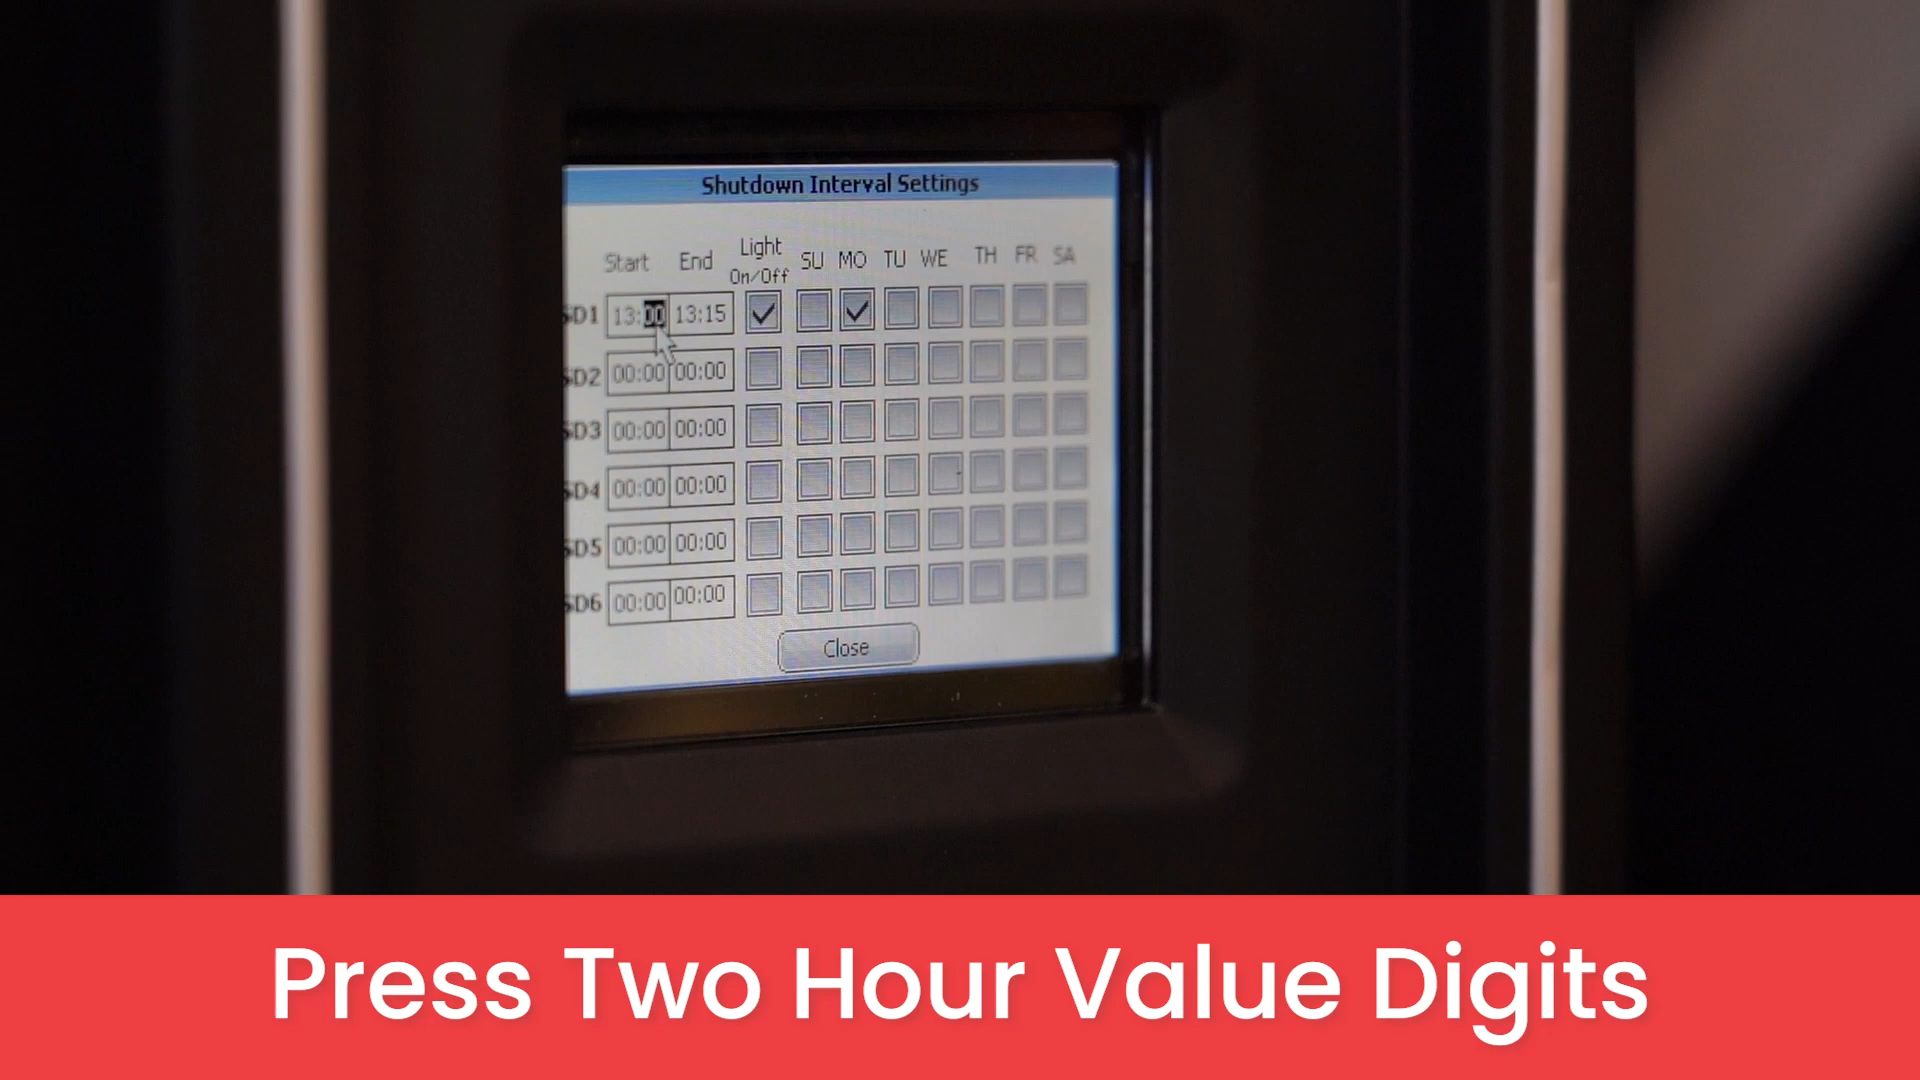 Shutdown Interval Settings
Start End Light On/Off SU MO TU WE TH FR SA
SD1 13:00 13:15
SD2 00:00 00:00
SD3 00:00 00:00
SD4 00:00 00:00
SD5 00:00 00:00
SD6 00:00 00:00
Close
Press Two Hour Value Digits